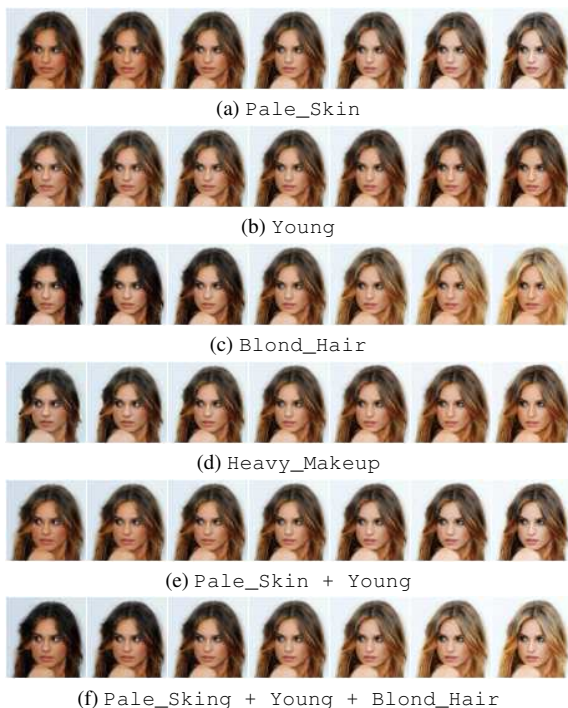 (a) Pale_Skin
(b) Young
(c) Blond_Hair
(d) Heavy_Makeup
(e) Pale_Skin + Young
(f) Pale_Sking + Young + Blond_Hair